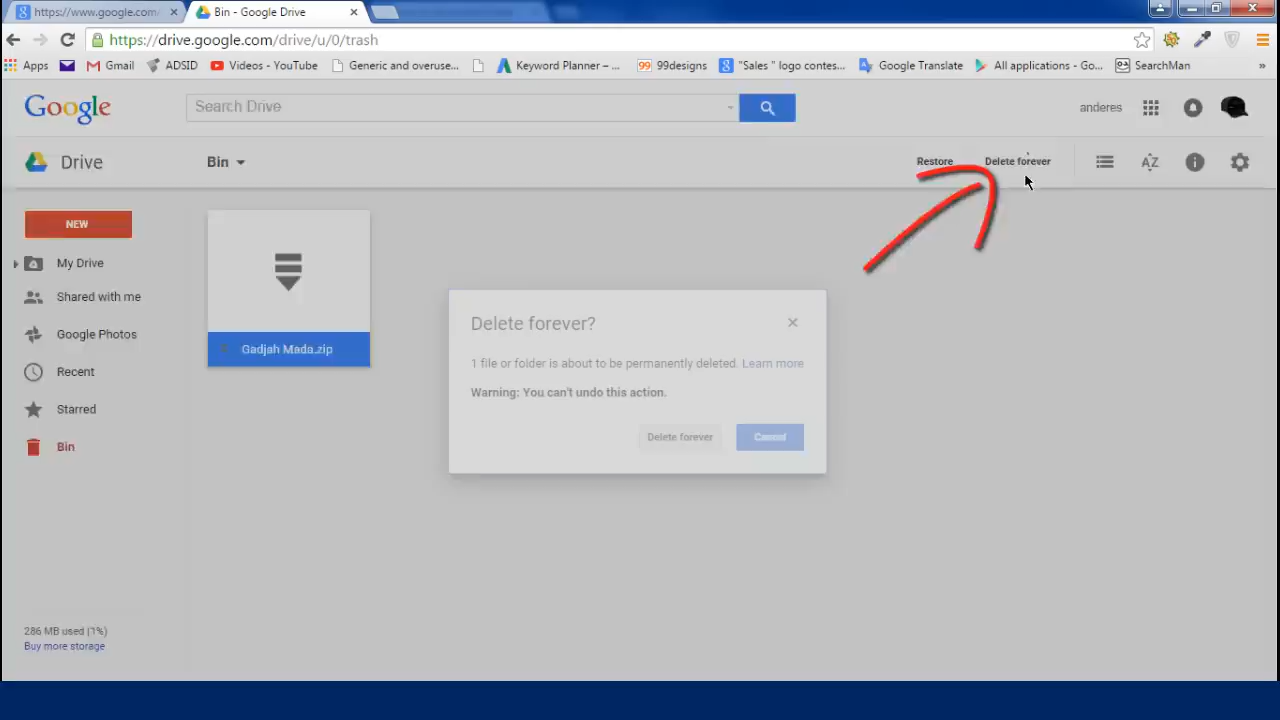 https://www.google.com/
Bin - Google Drive
https://drive.google.com/drive/u/0/trash
Apps
Gmail
ADSID
Videos - YouTube
Generic and overuse...
Keyword Planner – ...
99 99designs
"Sales " logo contes...
Google Translate
All applications - Go...
SearchMan
»
Google
Search Drive
anderes
Drive
Bin
Restore
Delete forever
AZ
NEW
My Drive
Shared with me
Google Photos
Recent
Starred
Bin
Gadjah Mada.zip
Delete forever?
1 file or folder is about to be permanently deleted. Learn more
Warning: You can't undo this action.
Delete forever
Cancel
286 MB used (1%)
Buy more storage